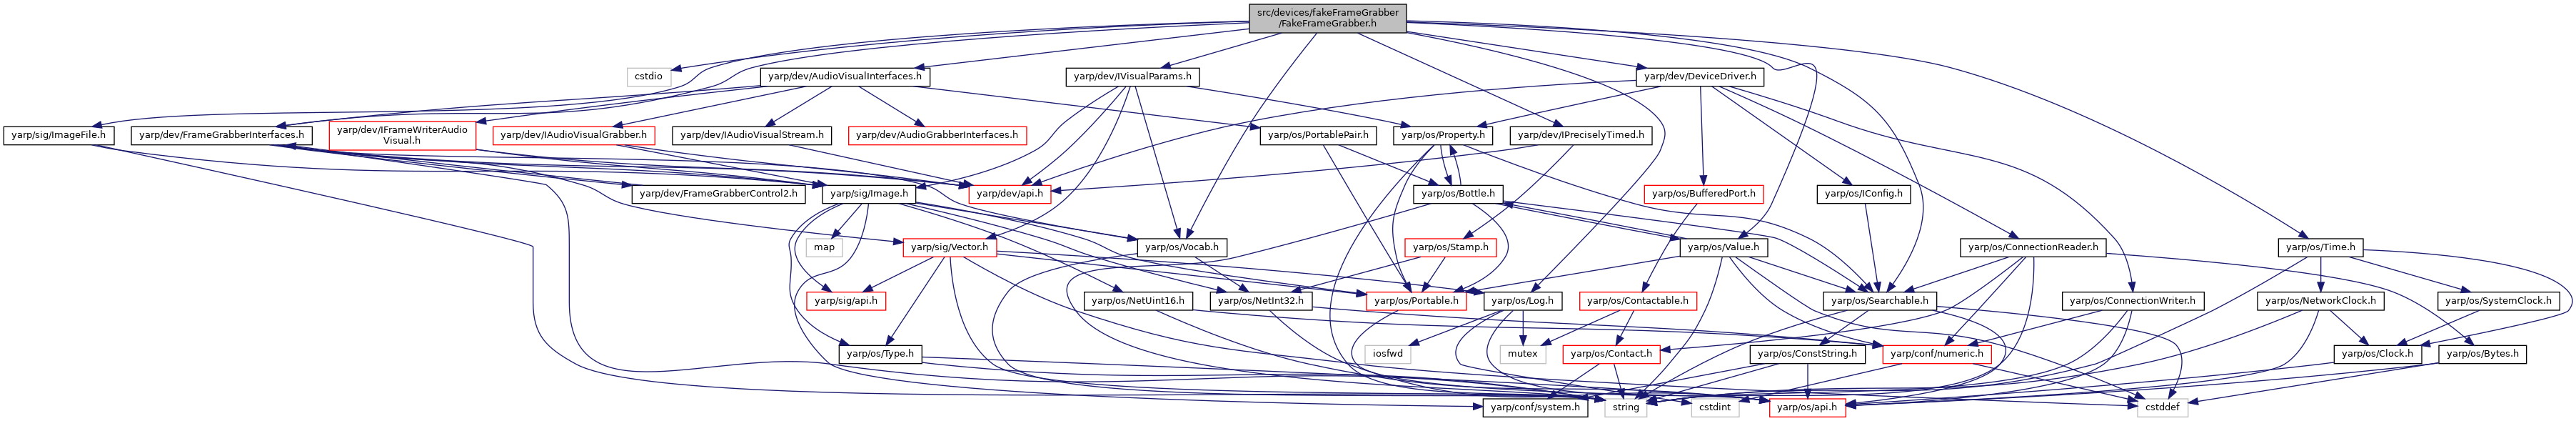 src/devices/fakeFrameGrabber
/FakeFrameGrabber.h
cstdio
yarp/dev/AudioVisualInterfaces.h
yarp/dev/IVisualParams.h
yarp/dev/DeviceDriver.h
yarp/sig/ImageFile.h
yarp/dev/FrameGrabberInterfaces.h
yarp/dev/IFrameWriterAudio
Visual.h
yarp/dev/IAudioVisualGrabber.h
yarp/dev/IAudioVisualStream.h
yarp/dev/AudioGrabberInterfaces.h
yarp/os/PortablePair.h
yarp/os/Property.h
yarp/dev/IPreciselyTimed.h
yarp/dev/FrameGrabberControl2.h
yarp/sig/Image.h
yarp/dev/api.h
yarp/os/Bottle.h
yarp/os/BufferedPort.h
yarp/os/IConfig.h
map
yarp/sig/Vector.h
yarp/os/Vocab.h
yarp/os/Stamp.h
yarp/os/Value.h
yarp/os/ConnectionReader.h
yarp/os/Time.h
yarp/sig/api.h
yarp/os/NetUint16.h
yarp/os/NetInt32.h
yarp/os/Portable.h
yarp/os/Log.h
yarp/os/Contactable.h
yarp/os/Searchable.h
yarp/os/ConnectionWriter.h
yarp/os/NetworkClock.h
yarp/os/SystemClock.h
yarp/os/Type.h
iosfwd
mutex
yarp/os/Contact.h
yarp/os/ConstString.h
yarp/conf/numeric.h
yarp/os/Clock.h
yarp/os/Bytes.h
yarp/conf/system.h
string
cstdint
yarp/os/api.h
cstddef